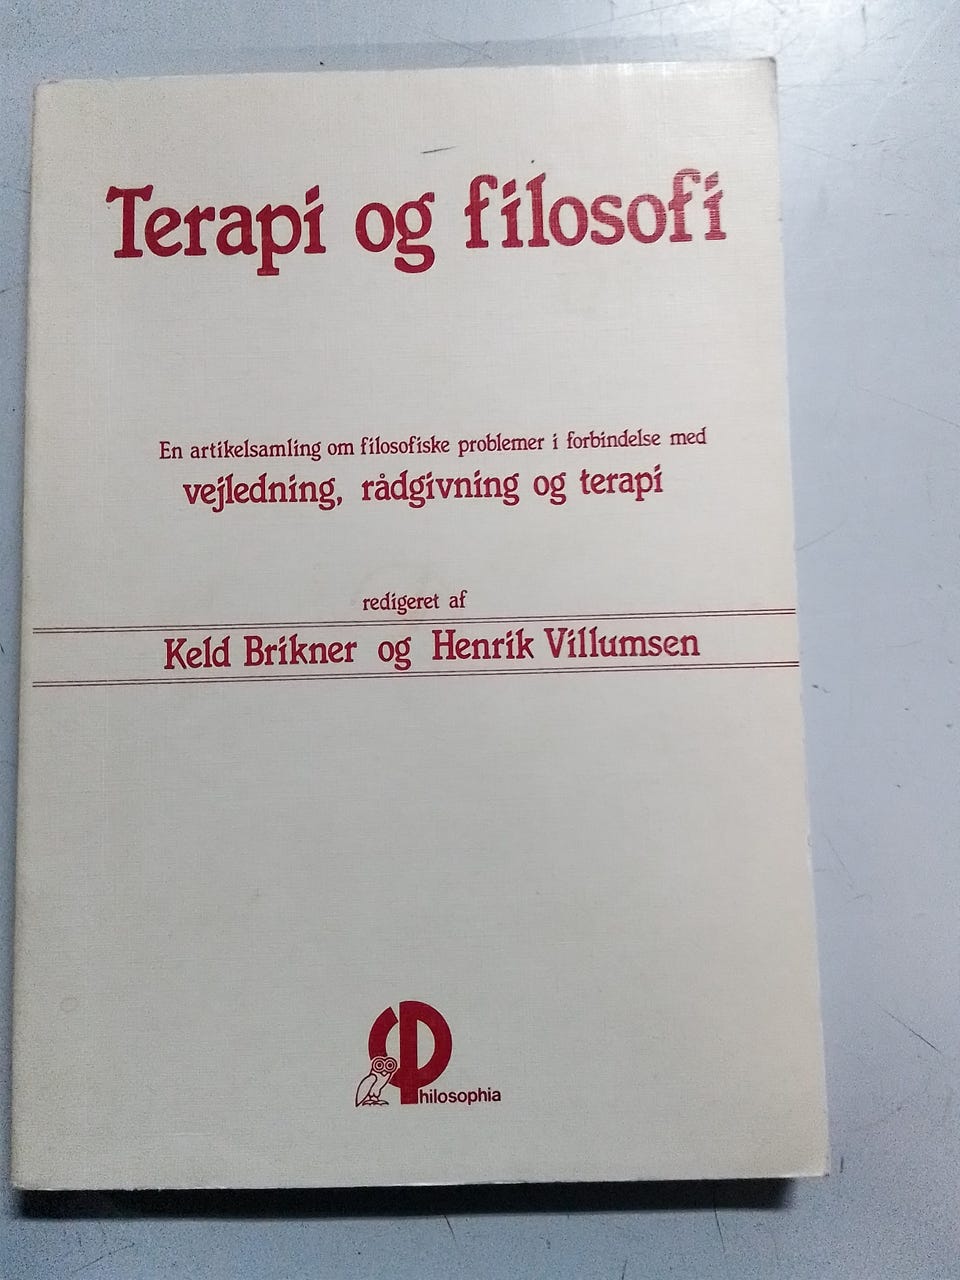 Terapi og filosofi
En artikelsamling om filosofiske problemer i forbindelse med
vejledning, rådgivning og terapi
redigeret af
Keld Brikner og Henrik Villumsen
Philosophia